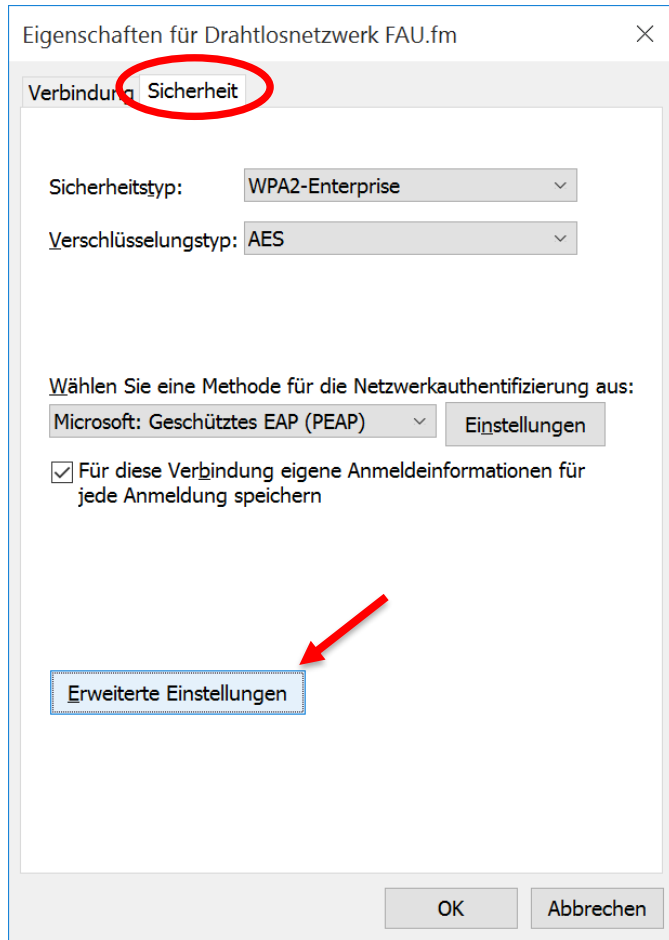 Eigenschaften für Drahtlosnetzwerk FAU.fm
Verbindung Sicherheit
Sicherheitstyp: WPA2-Enterprise
Verschlüsselungstyp: AES
Wählen Sie eine Methode für die Netzwerkauthentifizierung aus:
Microsoft: Geschütztes EAP (PEAP) Einstellungen
Für diese Verbindung eigene Anmeldeinformationen für
jede Anmeldung speichern
Erweiterte Einstellungen
OK Abbrechen